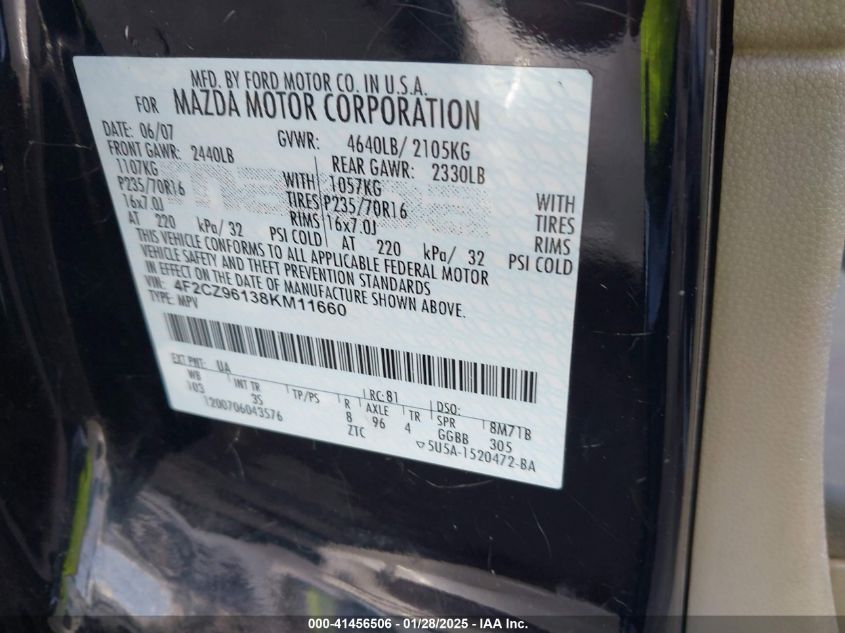 MFD. BY FORD MOTOR CO. IN U.S.A.
FOR MAZDA MOTOR CORPORATION
DATE: 06/07 GVWR: 4640LB/ 2105KG
FRONT GAWR: 2440LB REAR GAWR: 2330LB
1107KG WITH 1057KG WITH
P235/70R16 TIRES P235/70R16 TIRES
16x7.0J RIMS 16x7.0J RIMS
AT 220 kPa/ 32 PSI COLD AT 220 kPa/ 32 PSI COLD
THIS VEHICLE CONFORMS TO ALL APPLICABLE FEDERAL MOTOR
VEHICLE SAFETY AND THEFT PREVENTION STANDARDS
IN EFFECT ON THE DATE OF MANUFACTURE SHOWN ABOVE.
VIN: 4F2CZ96138KM11660
TYPE: MPV
EXT PNT: UA RC: 81 DSO:
WB INT TR TP/PS R AXLE TR SPR 8M71B
103 35 8 96 4 GGBB 305
1200706043576 ZTC 5USA-1520472-BA
000-41456506 - 01/28/2025 - IAA Inc.